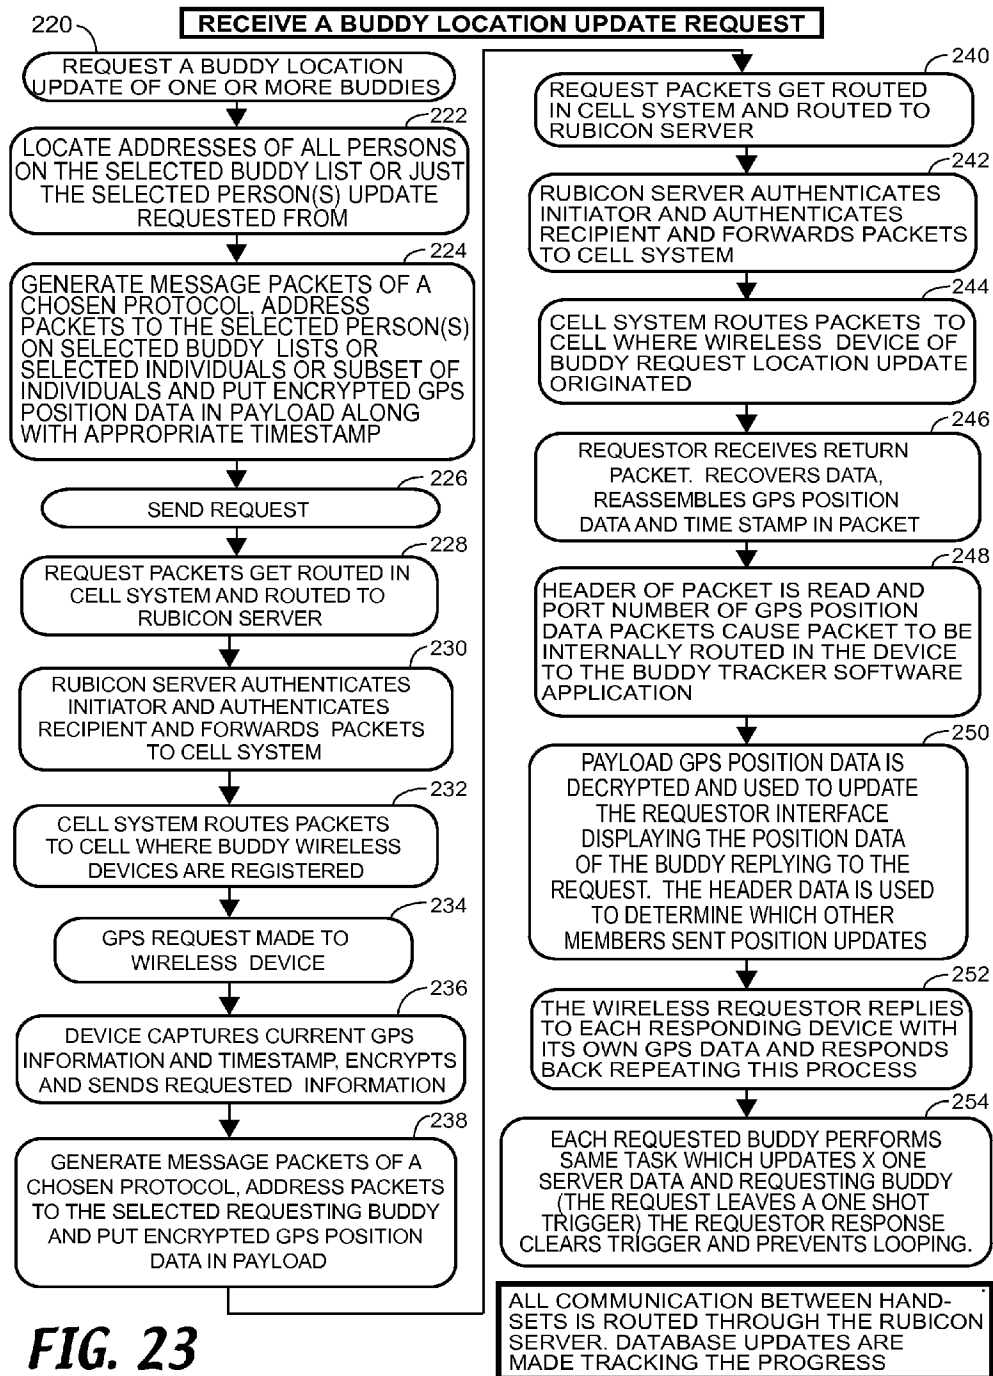 RECEIVE A BUDDY LOCATION UPDATE REQUEST
220
REQUEST A BUDDY LOCATION
UPDATE OF ONE OR MORE BUDDIES
222
LOCATE ADDRESSES OF ALL PERSONS
ON THE SELECTED BUDDY LIST OR JUST
THE SELECTED PERSON(S) UPDATE
REQUESTED FROM
224
GENERATE MESSAGE PACKETS OF A
CHOSEN PROTOCOL, ADDRESS
PACKETS TO THE SELECTED PERSON(S)
ON SELECTED BUDDY LISTS OR
SELECTED INDIVIDUALS OR SUBSET OF
INDIVIDUALS AND PUT ENCRYPTED GPS
POSITION DATA IN PAYLOAD ALONG
WITH APPROPRIATE TIMESTAMP
226
SEND REQUEST
228
REQUEST PACKETS GET ROUTED IN
CELL SYSTEM AND ROUTED TO
RUBICON SERVER
230
RUBICON SERVER AUTHENTICATES
INITIATOR AND AUTHENTICATES
RECIPIENT AND FORWARDS PACKETS
TO CELL SYSTEM
232
CELL SYSTEM ROUTES PACKETS
TO CELL WHERE BUDDY WIRELESS
DEVICES ARE REGISTERED
234
GPS REQUEST MADE TO
WIRELESS DEVICE
236
DEVICE CAPTURES CURRENT GPS
INFORMATION AND TIMESTAMP, ENCRYPTS
AND SENDS REQUESTED INFORMATION
238
GENERATE MESSAGE PACKETS OF A
CHOSEN PROTOCOL, ADDRESS PACKETS
TO THE SELECTED REQUESTING BUDDY
AND PUT ENCRYPTED GPS POSITION
DATA IN PAYLOAD
240
REQUEST PACKETS GET ROUTED
IN CELL SYSTEM AND ROUTED TO
RUBICON SERVER
242
RUBICON SERVER AUTHENTICATES
INITIATOR AND AUTHENTICATES
RECIPIENT AND FORWARDS PACKETS
TO CELL SYSTEM
244
CELL SYSTEM ROUTES PACKETS TO
CELL WHERE WIRELESS DEVICE OF
BUDDY REQUEST LOCATION UPDATE
ORIGINATED
246
REQUESTOR RECEIVES RETURN
PACKET. RECOVERS DATA,
REASSEMBLES GPS POSITION
DATA AND TIME STAMP IN PACKET
248
HEADER OF PACKET IS READ AND
PORT NUMBER OF GPS POSITION
DATA PACKETS CAUSE PACKET TO BE
INTERNALLY ROUTED IN THE DEVICE
TO THE BUDDY TRACKER SOFTWARE
APPLICATION
250
PAYLOAD GPS POSITION DATA IS
DECRYPTED AND USED TO UPDATE
THE REQUESTOR INTERFACE
DISPLAYING THE POSITION DATA
OF THE BUDDY REPLYING TO THE
REQUEST. THE HEADER DATA IS USED
TO DETERMINE WHICH OTHER
MEMBERS SENT POSITION UPDATES
252
THE WIRELESS REQUESTOR REPLIES
TO EACH RESPONDING DEVICE WITH
ITS OWN GPS DATA AND RESPONDS
BACK REPEATING THIS PROCESS
254
EACH REQUESTED BUDDY PERFORMS
SAME TASK WHICH UPDATES X ONE
SERVER DATA AND REQUESTING BUDDY
(THE REQUEST LEAVES A ONE SHOT
TRIGGER) THE REQUESTOR RESPONSE
CLEARS TRIGGER AND PREVENTS LOOPING.
ALL COMMUNICATION BETWEEN HAND-
SETS IS ROUTED THROUGH THE RUBICON
SERVER. DATABASE UPDATES ARE
MADE TRACKING THE PROGRESS
FIG. 23